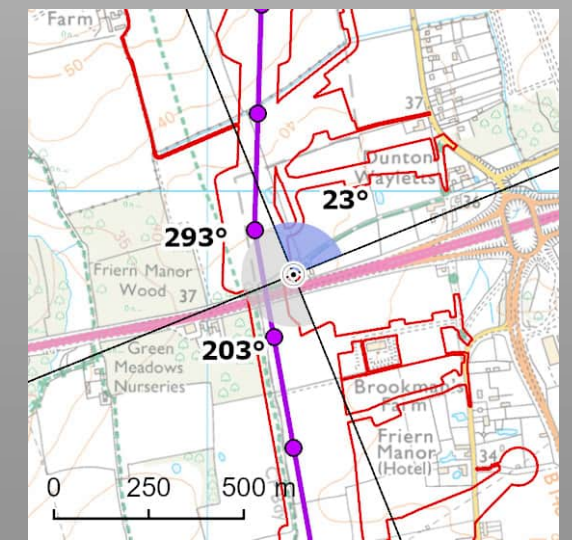 Farm
50
40
40
37
Dunton
Wayletts
36
23°
293°
35
Friern Manor
Wood
37
203°
Green
Meadows
Nurseries
Brookman's
Farm
Friern
Manor
(Hotel)
34
0 250 500 m